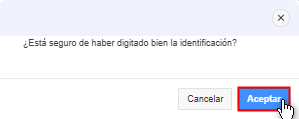 ¿Está seguro de haber digitado bien la identificación?
Cancelar Aceptar